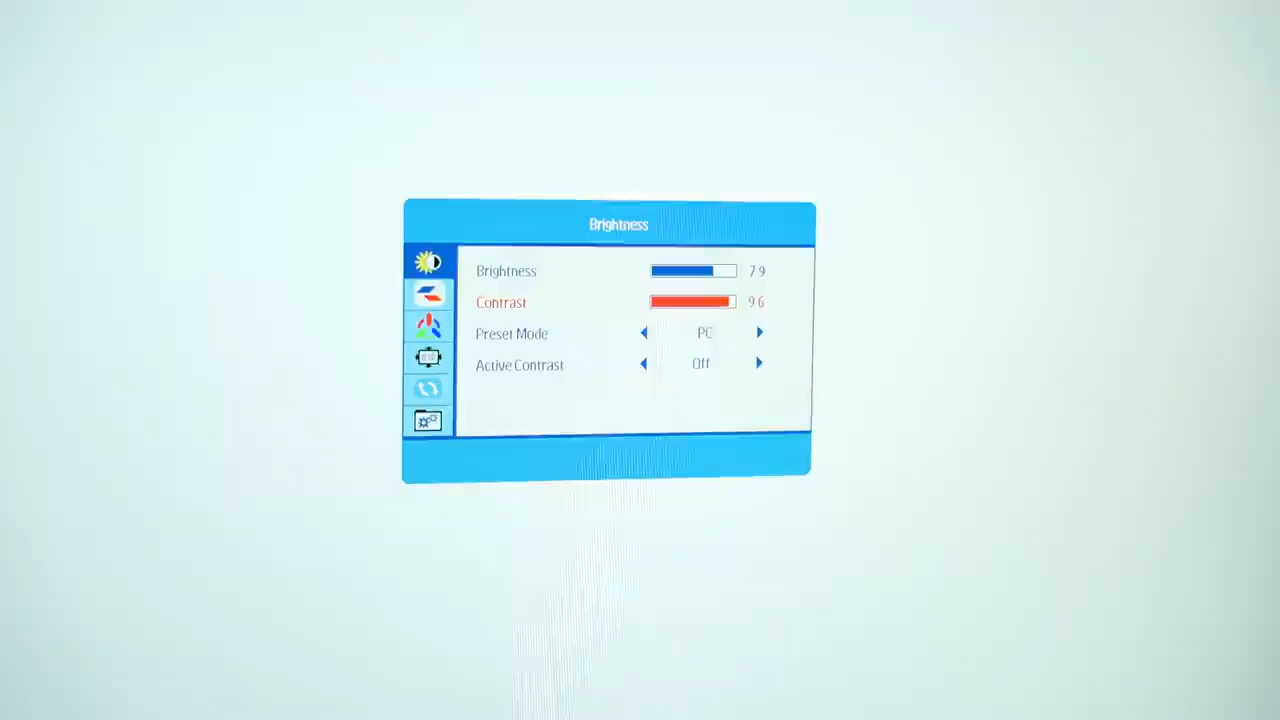 Brightness
Brightness 79
Contrast 96
Preset Mode PC
Active Contrast Off